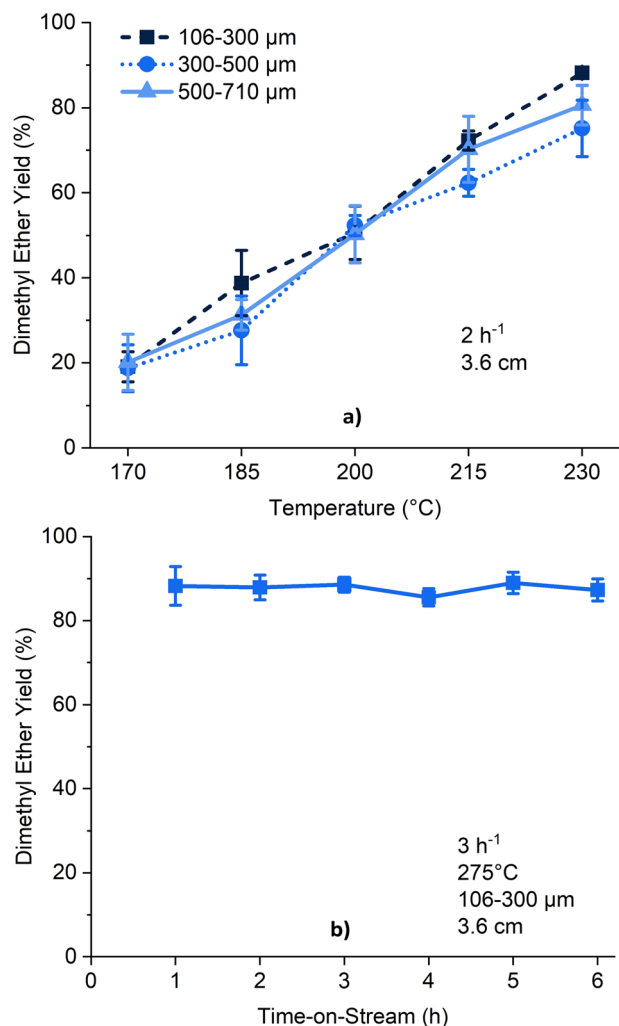 100
80
60
40
20
0
Dimethyl Ether Yield (%)
106-300 µm
300-500 µm
500-710 µm
2 h⁻¹
3.6 cm
a)
170 185 200 215 230
Temperature (°C)
100
80
60
40
20
0
Dimethyl Ether Yield (%)
3 h⁻¹
275°C
106-300 µm
3.6 cm
b)
0 1 2 3 4 5 6
Time-on-Stream (h)